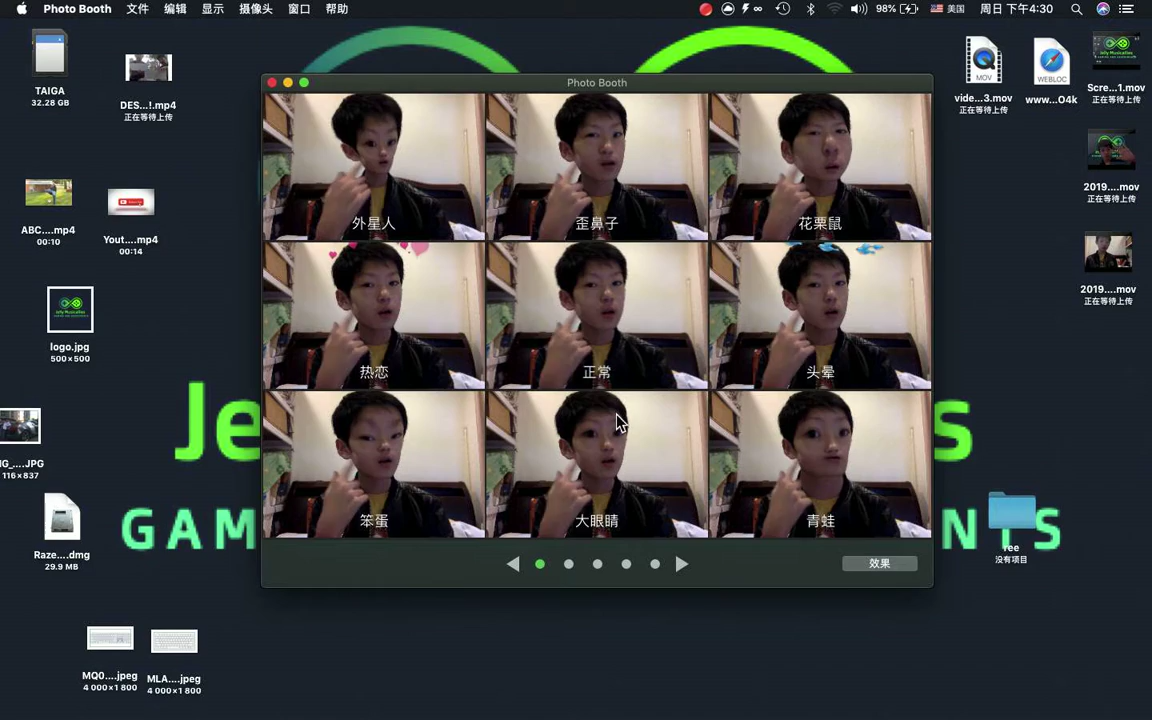 Photo Booth 文件 编辑 显示 摄像头 窗口 帮助 98% 美国 周日 下午4:30
Photo Booth
TAIGA
32.28 GB
DES...!.mp4
正在等待上传
ABC....mp4
00:10
Yout....mp4
00:14
logo.jpg
500×500
IG_....JPG
116×837
Raze....dmg
29.9 MB
MQ0....jpeg
4 000×1 800
MLA....jpeg
4 000×1 800
外星人
歪鼻子
花栗鼠
热恋
正常
头晕
笨蛋
大眼睛
青蛙
效果
MOV
vide...3.mov
正在等待上传
WEBLOC
www...O4k
Scre...1.mov
正在等待上传
2019....mov
正在等待上传
2019....mov
正在等待上传
没有项目
Je s
GAM NTS